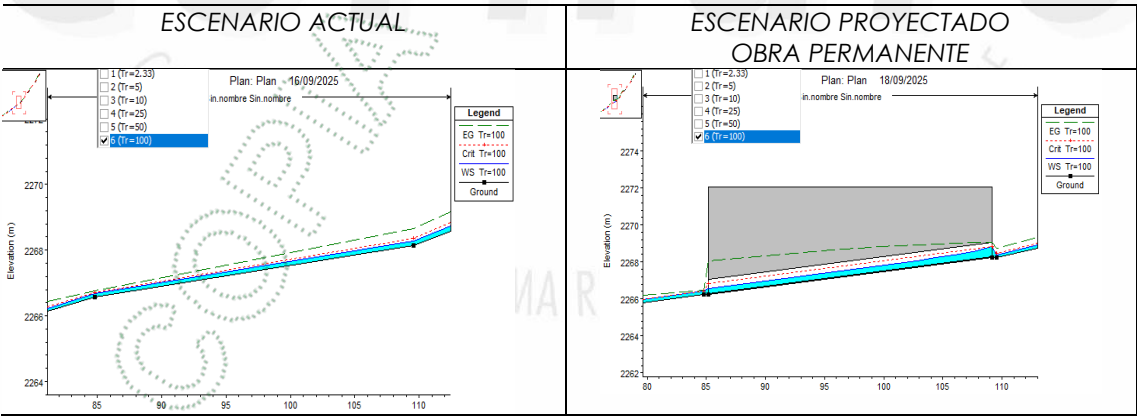 ESCENARIO ACTUAL
ESCENARIO PROYECTADO
OBRA PERMANENTE
1 (Tr=2.33)
2 (Tr=5)
3 (Tr=10)
4 (Tr=25)
5 (Tr=50)
6 (Tr=100)
Plan: Plan 16/09/2025
in.nombre Sin.nombre
Legend
EG Tr=100
Crit Tr=100
WS Tr=100
Ground
Elevation (m)
2270
2268
2266
2264
85 90 95 100 105 110
1 (Tr=2.33)
2 (Tr=5)
3 (Tr=10)
4 (Tr=25)
5 (Tr=50)
6 (Tr=100)
Plan: Plan 18/09/2025
in.nombre Sin.nombre
Legend
EG Tr=100
Crit Tr=100
WS Tr=100
Ground
Elevation (m)
2274
2272
2270
2268
2266
2264
2262
80 85 90 95 100 105 110
COPINA
MAR